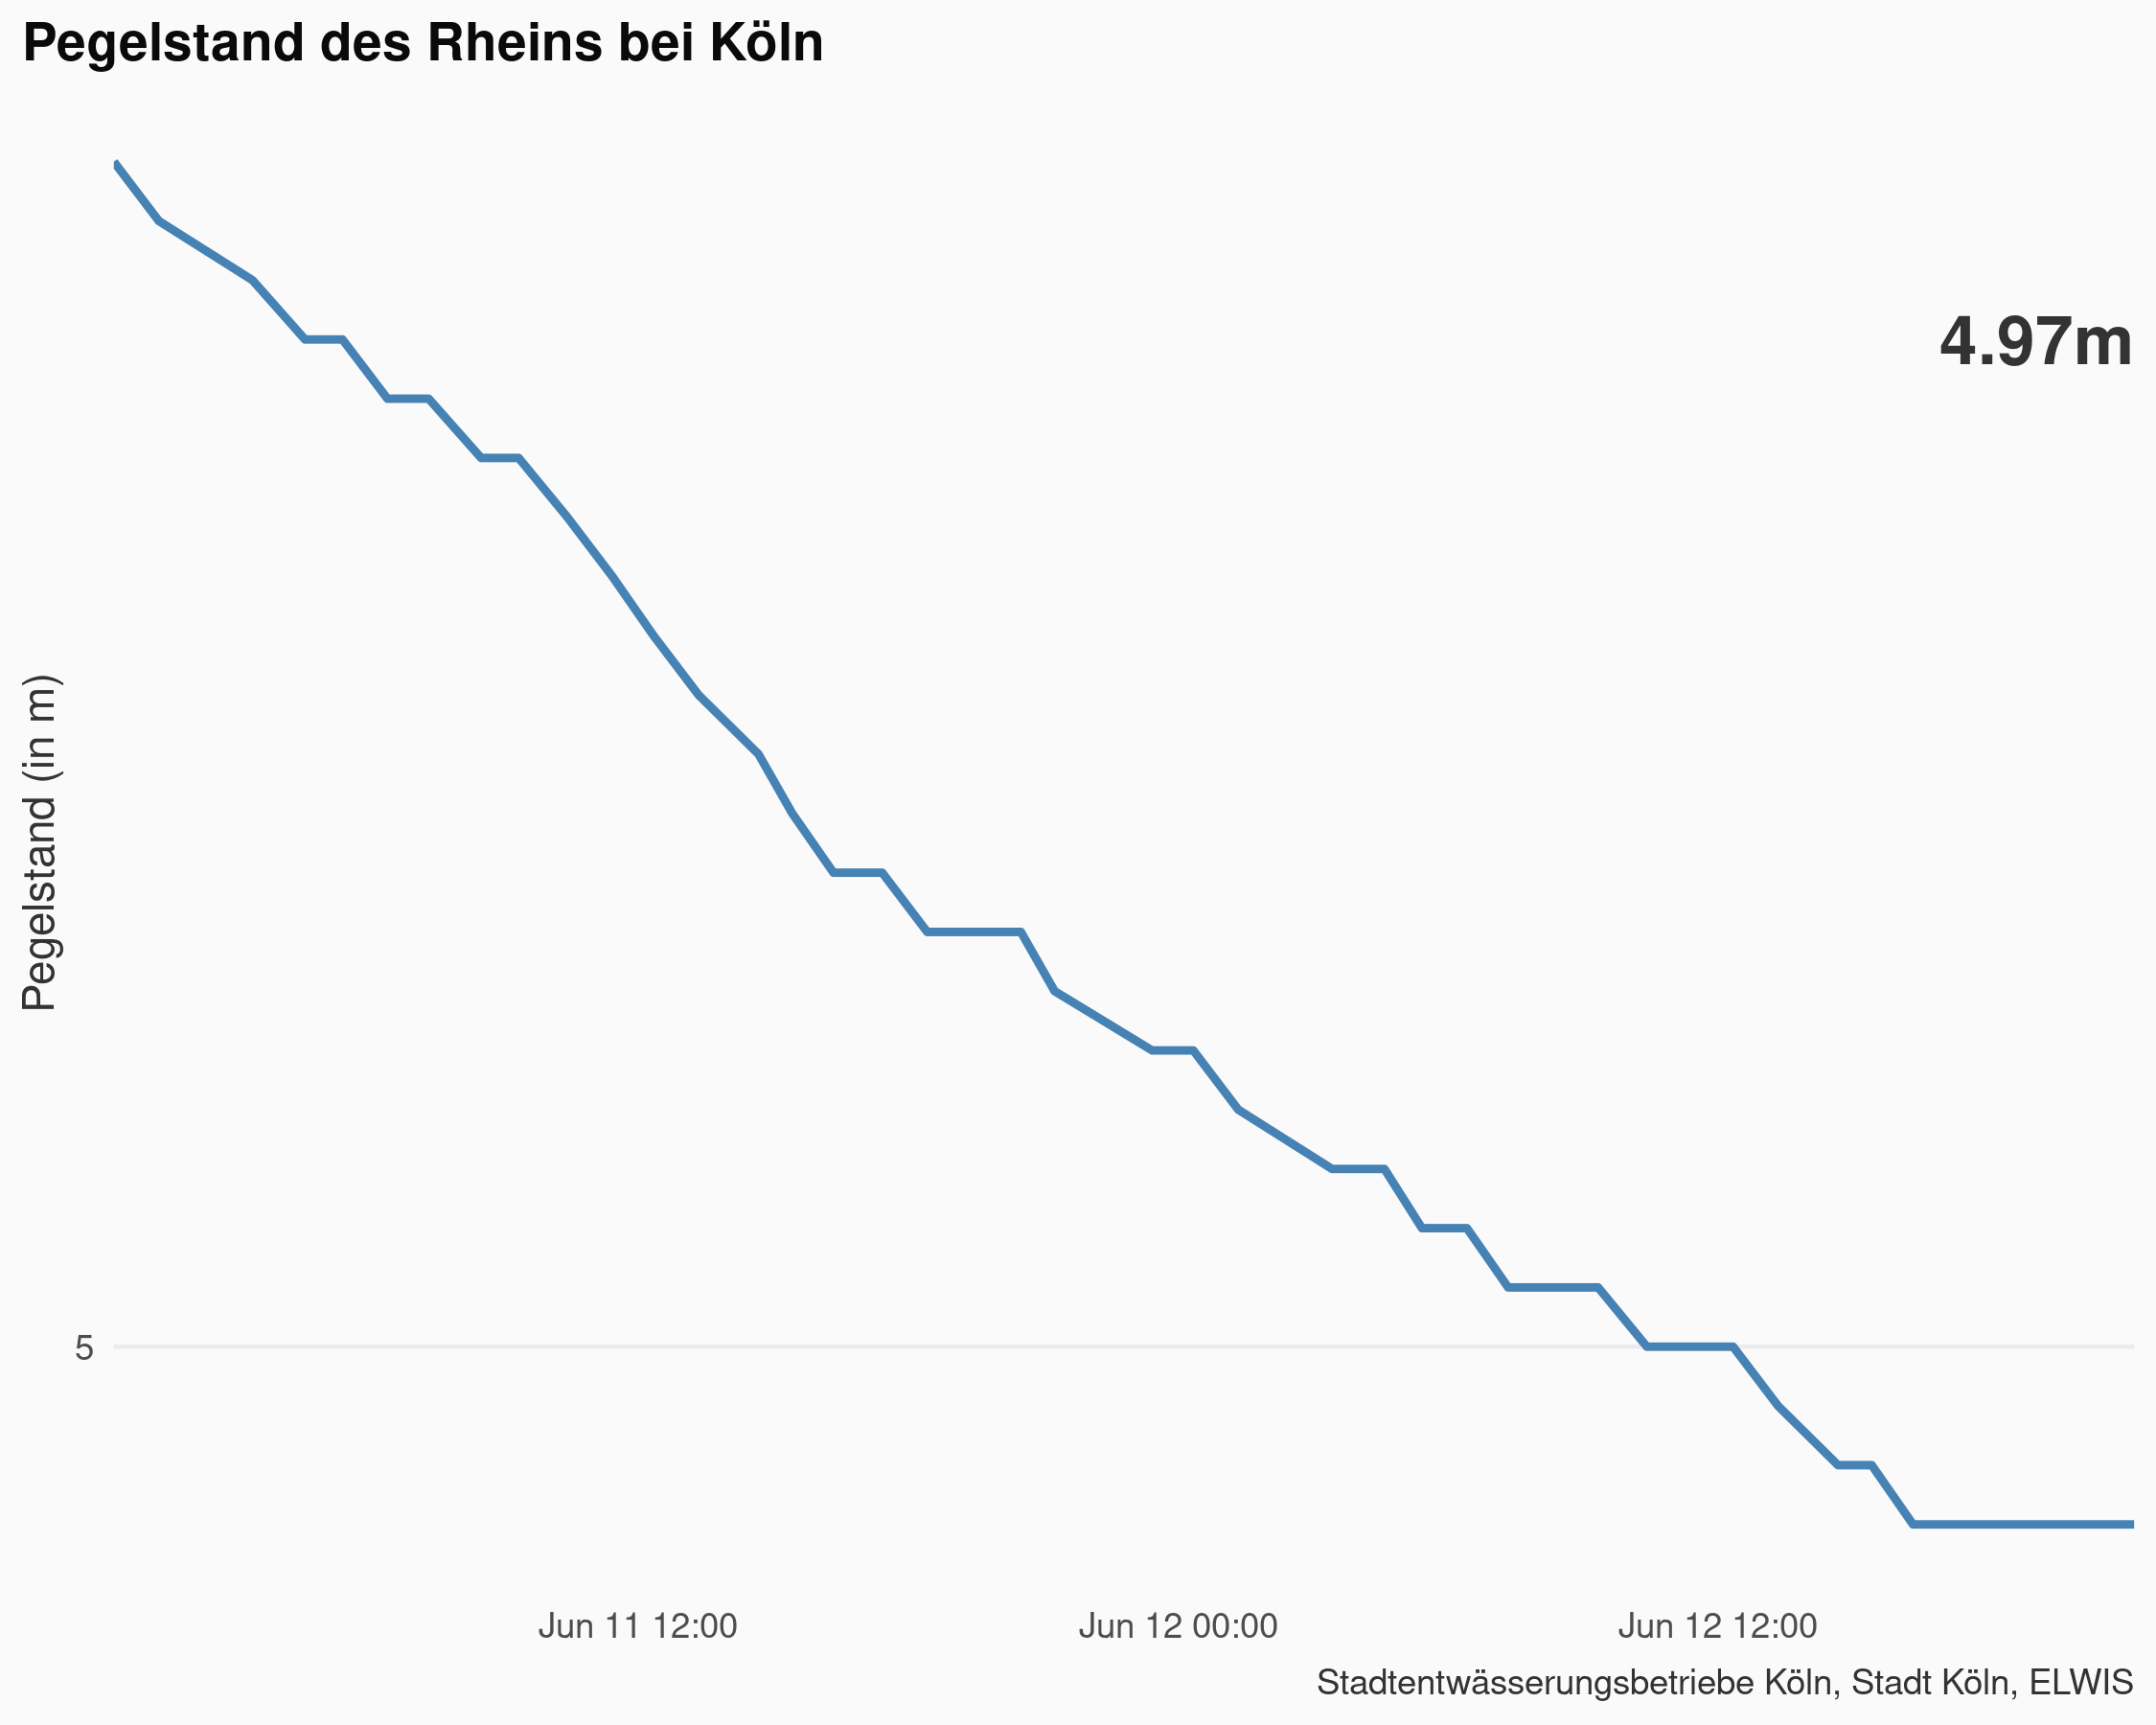 Pegelstand des Rheins bei Köln
4.97m
Pegelstand (in m)
5
Jun 11 12:00
Jun 12 00:00
Jun 12 12:00
Stadtentwässerungsbetriebe Köln, Stadt Köln, ELWIS